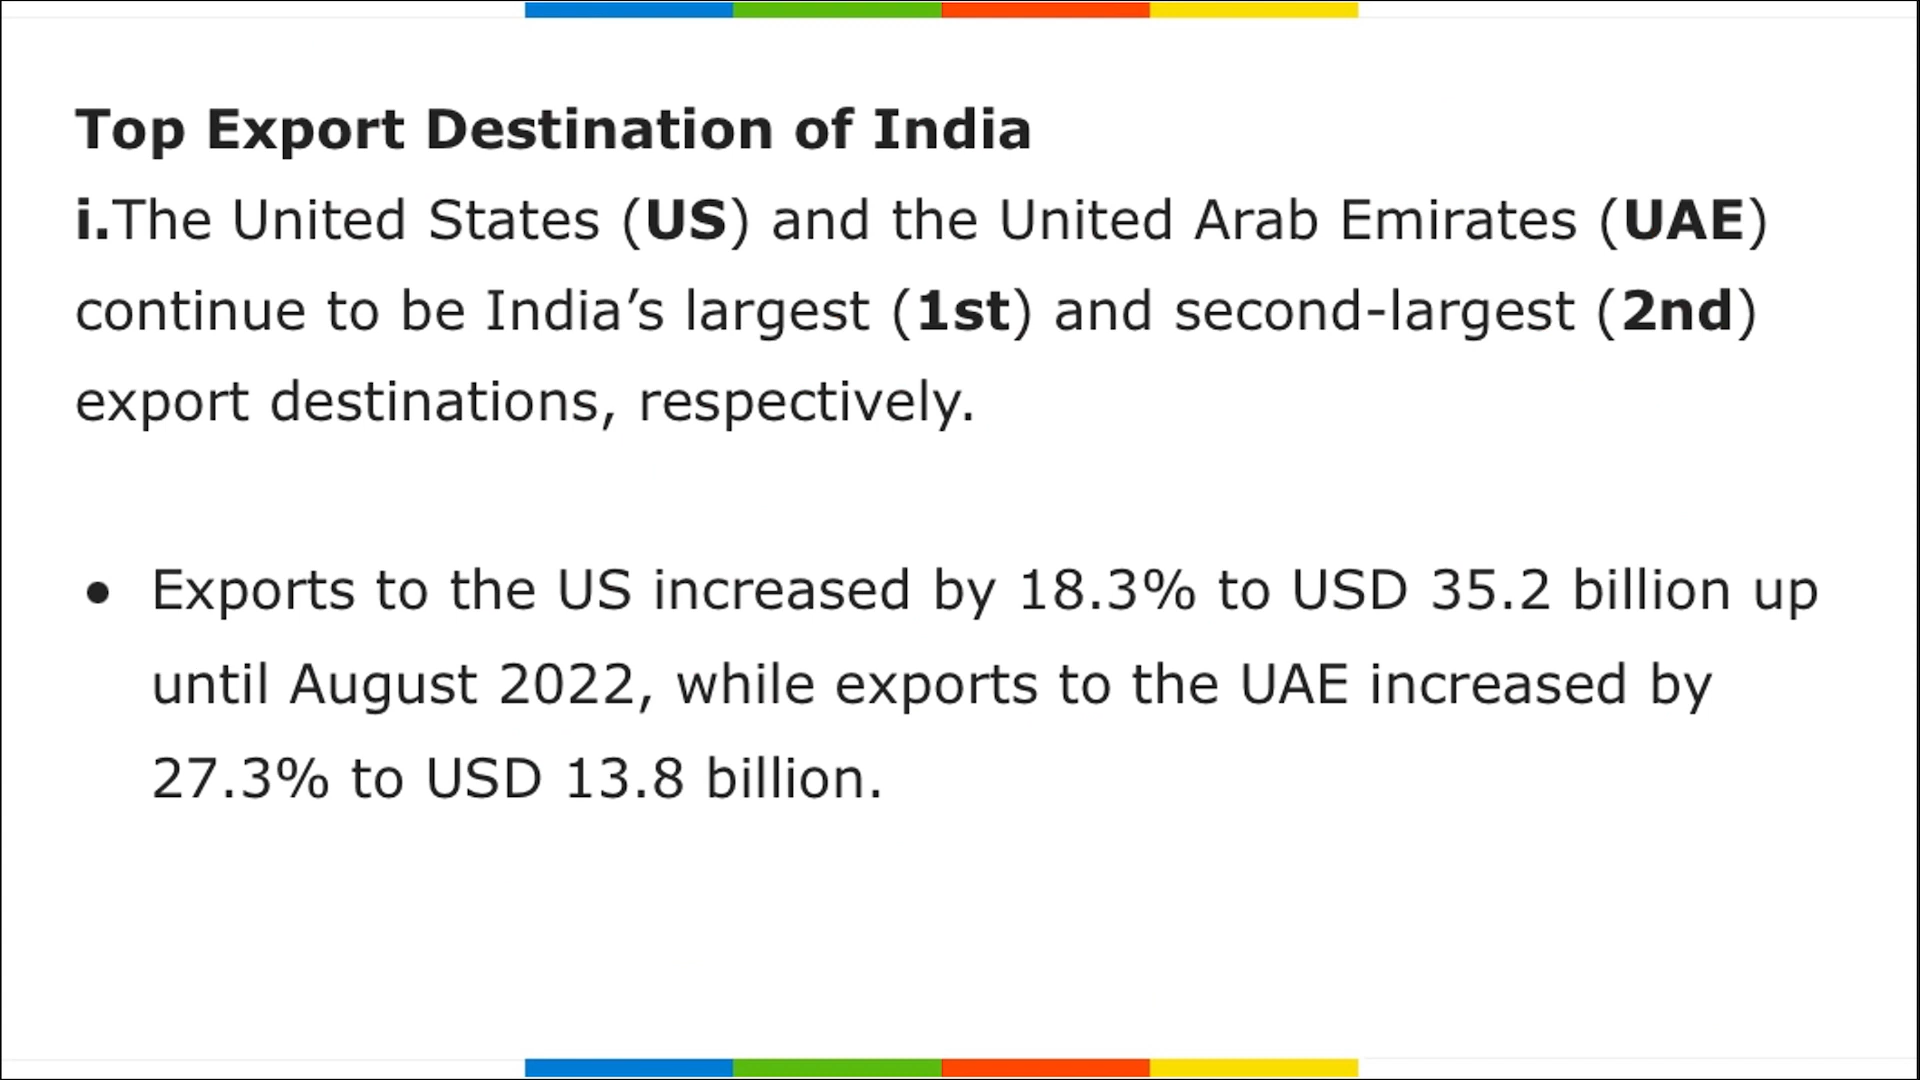 Top Export Destination of India
i.The United States (US) and the United Arab Emirates (UAE)
continue to be India’s largest (1st) and second-largest (2nd)
export destinations, respectively.
● Exports to the US increased by 18.3% to USD 35.2 billion up
until August 2022, while exports to the UAE increased by
27.3% to USD 13.8 billion.